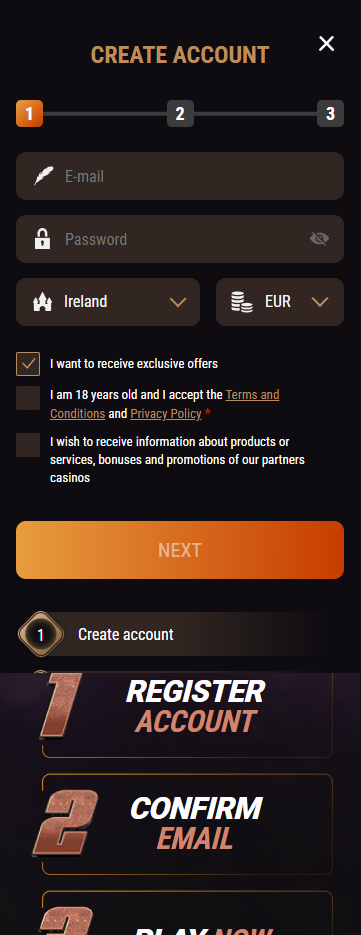 CREATE ACCOUNT
1 2 3
E-mail
Password
Ireland EUR
I want to receive exclusive offers
I am 18 years old and I accept the Terms and
Conditions and Privacy Policy *
I wish to receive information about products or
services, bonuses and promotions of our partners
casinos
NEXT
1 Create account
1 REGISTER
ACCOUNT
2 CONFIRM
EMAIL
3 PLAY NOW